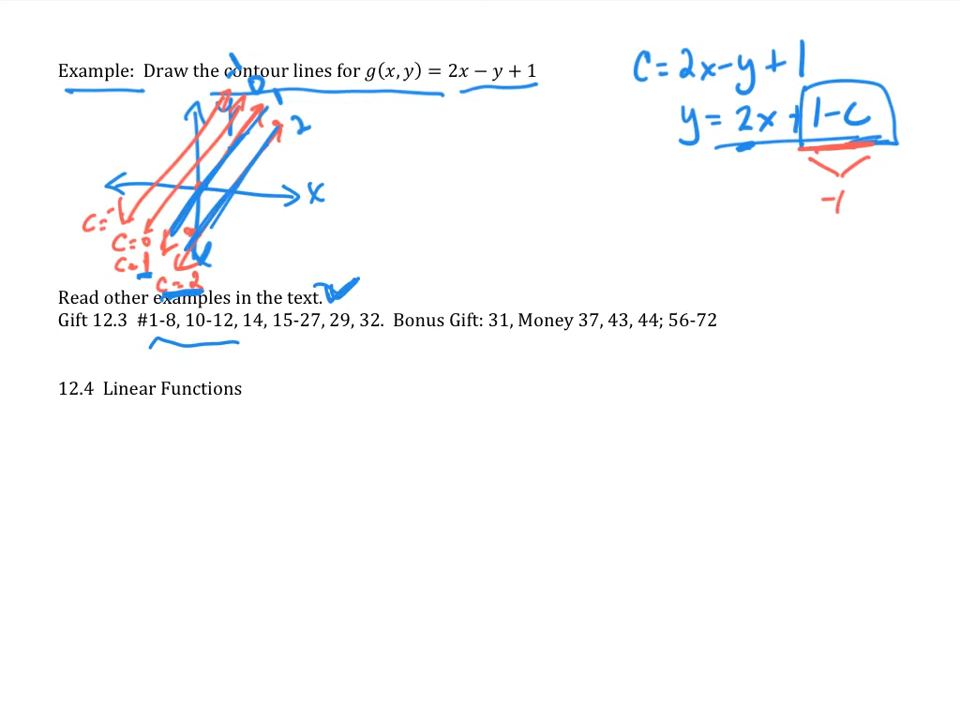 Example: Draw the contour lines for g(x, y) = 2x − y + 1
C = 2x-y+1
y = 2x + 1-C
-1
0
1
2
y
x
C=-1
C=0
C=1
C=2
Read other examples in the text.
Gift 12.3 #1-8, 10-12, 14, 15-27, 29, 32. Bonus Gift: 31, Money 37, 43, 44; 56-72
12.4 Linear Functions